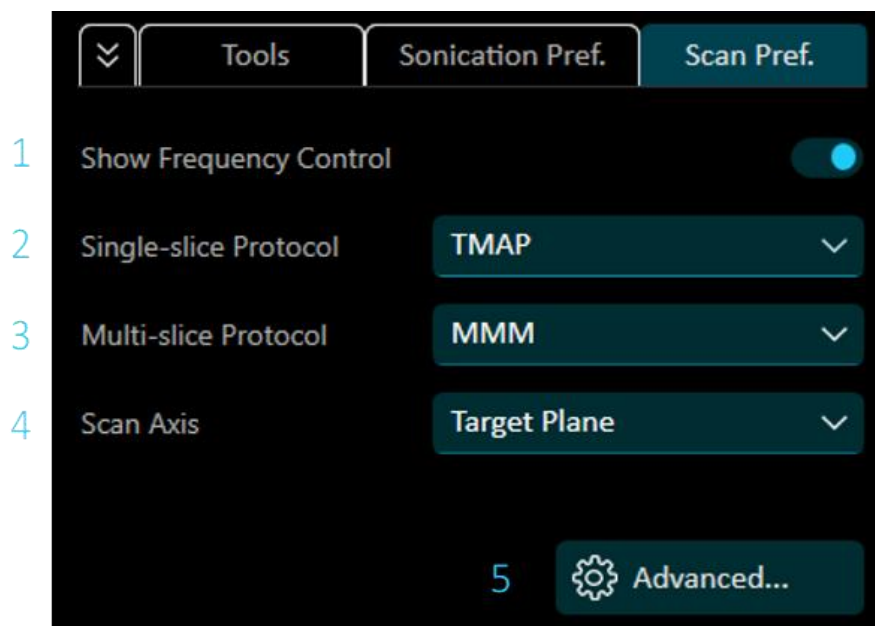 Tools Sonication Pref. Scan Pref.
1 Show Frequency Control
2 Single-slice Protocol TMAP
3 Multi-slice Protocol MMM
4 Scan Axis Target Plane
5 Advanced...